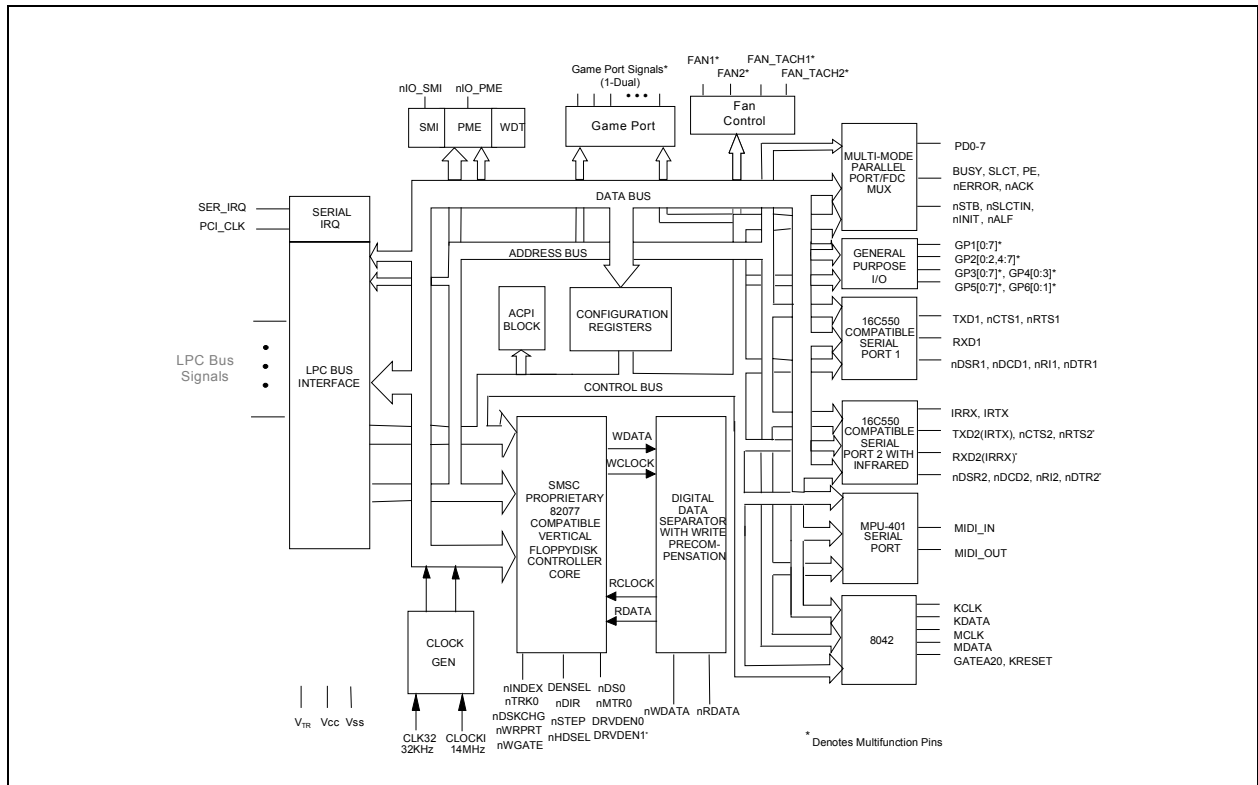 FAN1*
FAN_TACH1*
FAN2*
FAN_TACH2*
Game Port Signals*
(1-Dual)
nIO_SMI
nIO_PME
SMI
PME
WDT
Game Port
Fan
Control
MULTI-MODE
PARALLEL
PORT/FDC
MUX
PD0-7
BUSY, SLCT, PE,
nERROR, nACK
nSTB, nSLCTIN,
nINIT, nALF
DATA BUS
SER_IRQ
PCI_CLK
SERIAL
IRQ
ADDRESS BUS
GENERAL
PURPOSE
I/O
GP1[0:7]*
GP2[0:2,4:7]*
GP3[0:7]*, GP4[0:3]*
GP5[0:7]*, GP6[0:1]*
ACPI
BLOCK
CONFIGURATION
REGISTERS
16C550
COMPATIBLE
SERIAL
PORT 1
TXD1, nCTS1, nRTS1
RXD1
nDSR1, nDCD1, nRI1, nDTR1
LPC Bus
Signals
LPC BUS
INTERFACE
CONTROL BUS
16C550
COMPATIBLE
SERIAL
PORT 2 WITH
INFRARED
IRRX, IRTX
TXD2(IRTX), nCTS2, nRTS2*
RXD2(IRRX)*
nDSR2, nDCD2, nRI2, nDTR2*
WDATA
WCLOCK
SMSC
PROPRIETARY
82077
COMPATIBLE
VERTICAL
FLOPPYDISK
CONTROLLER
CORE
DIGITAL
DATA
SEPARATOR
WITH WRITE
PRECOM-
PENSATION
RCLOCK
RDATA
MPU-401
SERIAL
PORT
MIDI_IN
MIDI_OUT
8042
KCLK
KDATA
MCLK
MDATA
GATEA20, KRESET
CLOCK
GEN
VTR
Vcc
Vss
CLK32
32KHz
CLOCKI
14MHz
nINDEX
nTRK0
nDSKCHG
nWRPRT
nWGATE
DENSEL
nDIR
nSTEP
nHDSEL
nDS0
nMTR0
DRVDEN0
DRVDEN1*
nWDATA
nRDATA
* Denotes Multifunction Pins